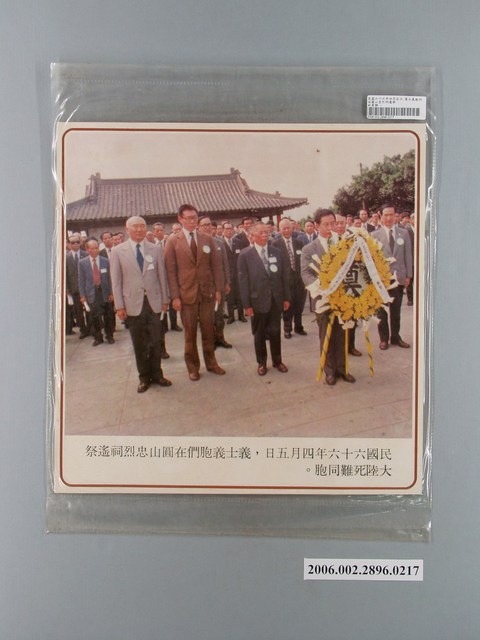 奠
民國六十六年四月五日，義士義胞們在圓山忠烈祠遙祭
大陸死難同胞。
2006.002.2896.0217